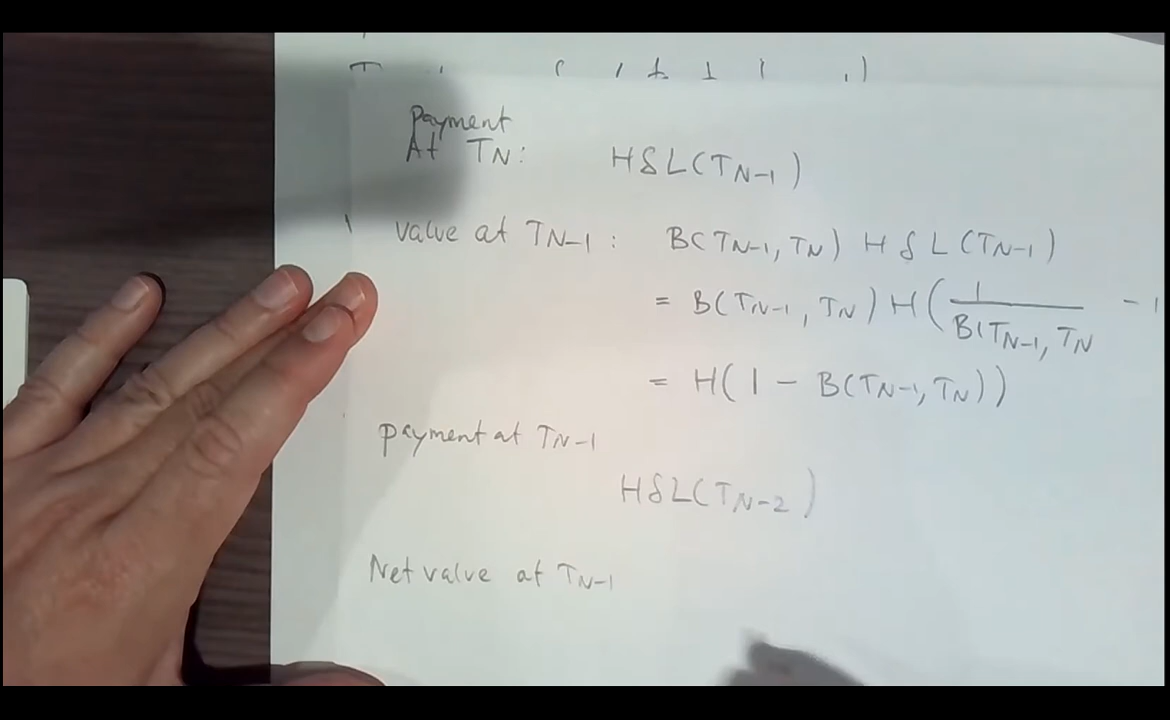 Payment
At T_N: HδL(T_{N-1})
Value at T_{N-1} : B(T_{N-1}, T_N) H δ L (T_{N-1})
= B(T_{N-1}, T_N) H ( 1 / B(T_{N-1}, T_N - 1
= H( 1 - B(T_{N-1}, T_N))
payment at T_{N-1}
HδL(T_{N-2})
Net value at T_{N-1}